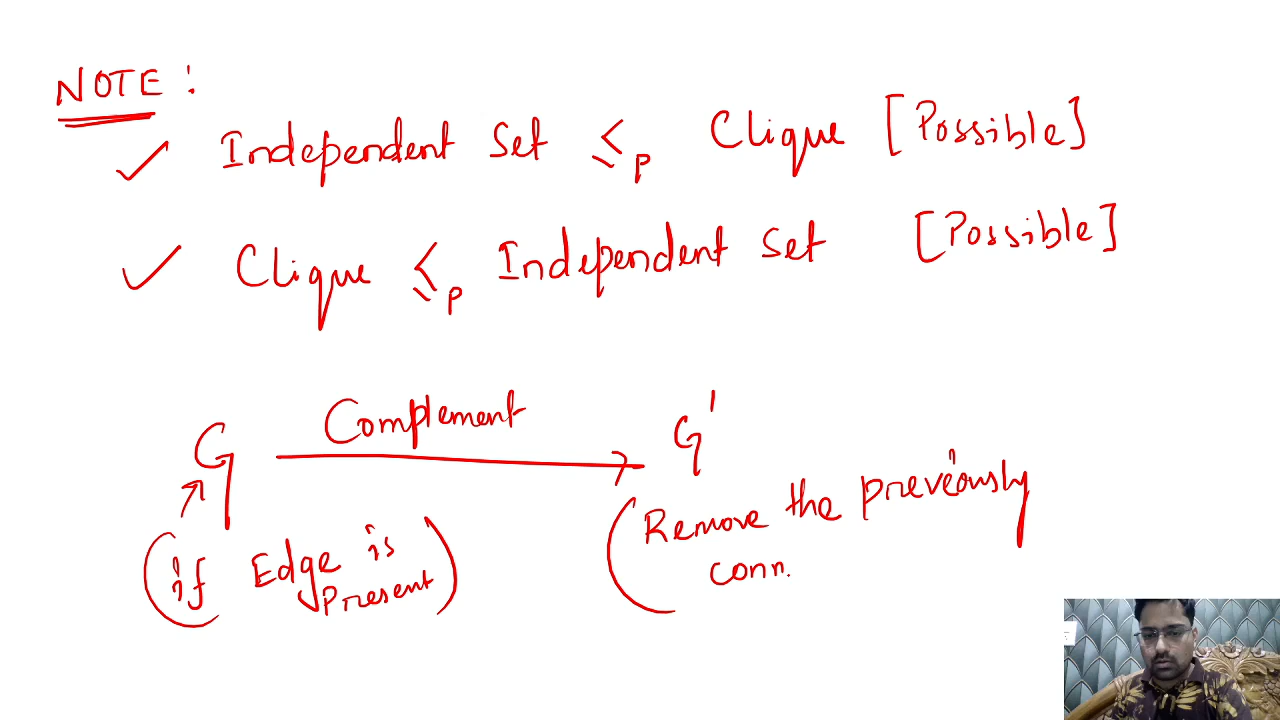 NOTE :
✓ Independent Set ≤p Clique [Possible]
✓ Clique ≤p Independent Set [Possible]
G Complement G'
(if Edge is Present)
(Remove the previously
conn.